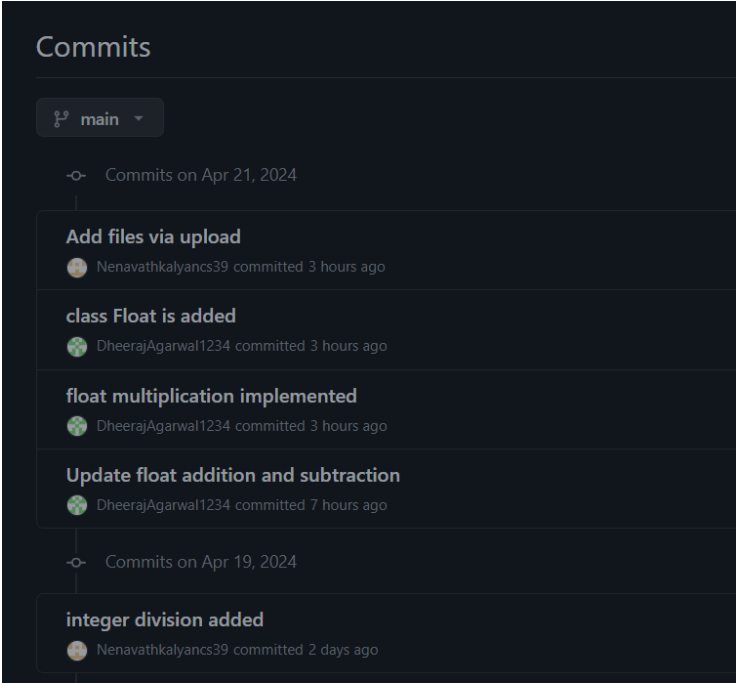 Commits
main
Commits on Apr 21, 2024
Add files via upload
Nenavathkalyancs39 committed 3 hours ago
class Float is added
DheerajAgarwal1234 committed 3 hours ago
float multiplication implemented
DheerajAgarwal1234 committed 3 hours ago
Update float addition and subtraction
DheerajAgarwal1234 committed 7 hours ago
Commits on Apr 19, 2024
integer division added
Nenavathkalyancs39 committed 2 days ago